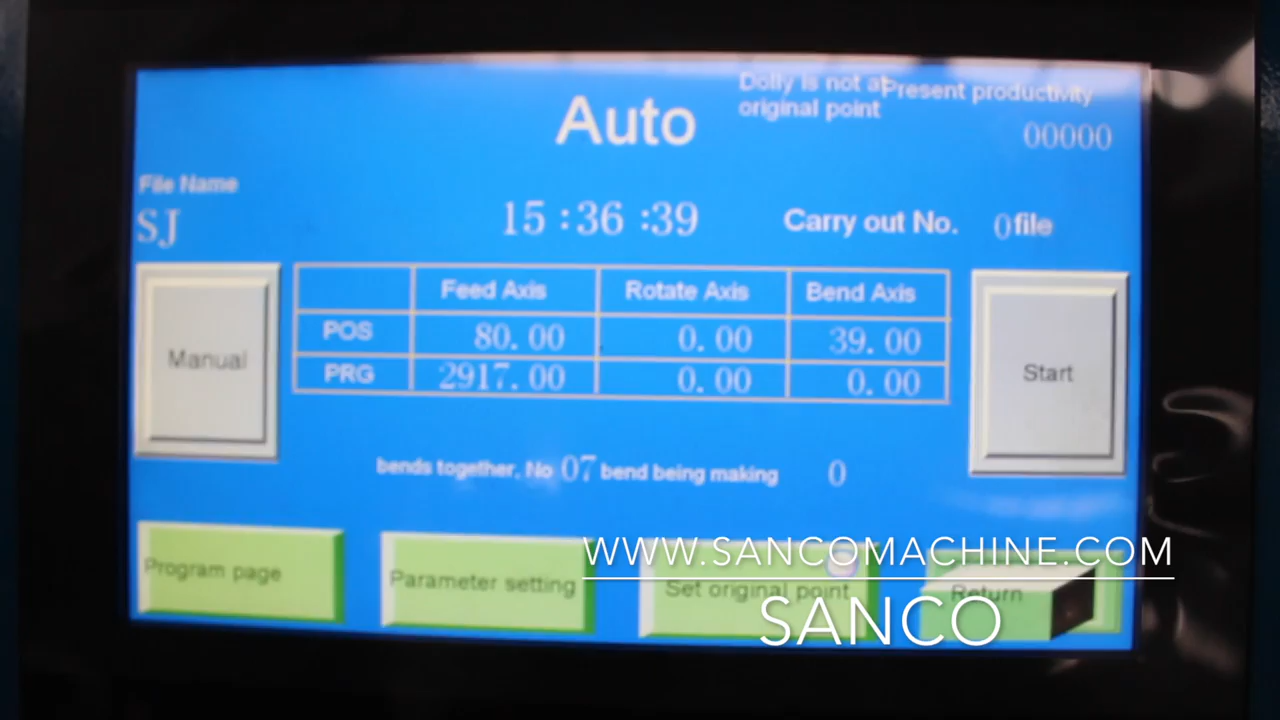 Dolly is not at
original point
Present productivity
Auto
00000
File Name
SJ
15 :36 :39
Carry out No. 0 file
Manual
Feed Axis Rotate Axis Bend Axis
POS 80.00 0.00 39.00
PRG 2917.00 0.00 0.00
Start
bends together. No 07 bend being making 0
Program page
Parameter setting
Set original point
Return
WWW.SANCOMACHINE.COM
SANCO